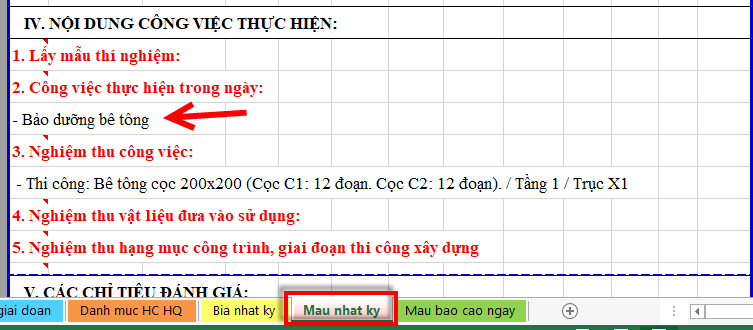 IV. NỘI DUNG CÔNG VIỆC THỰC HIỆN:
1. Lấy mẫu thí nghiệm:
2. Công việc thực hiện trong ngày:
- Bảo dưỡng bê tông
3. Nghiệm thu công việc:
- Thi công: Bê tông cọc 200x200 (Cọc C1: 12 đoạn. Cọc C2: 12 đoạn). / Tầng 1 / Trục X1
4. Nghiệm thu vật liệu đưa vào sử dụng:
5. Nghiệm thu hạng mục công trình, giai đoạn thi công xây dựng
V. CÁC CHỈ TIÊU ĐÁNH GIÁ:
giai doan Danh muc HC HQ Bia nhat ky Mau nhat ky Mau bao cao ngay